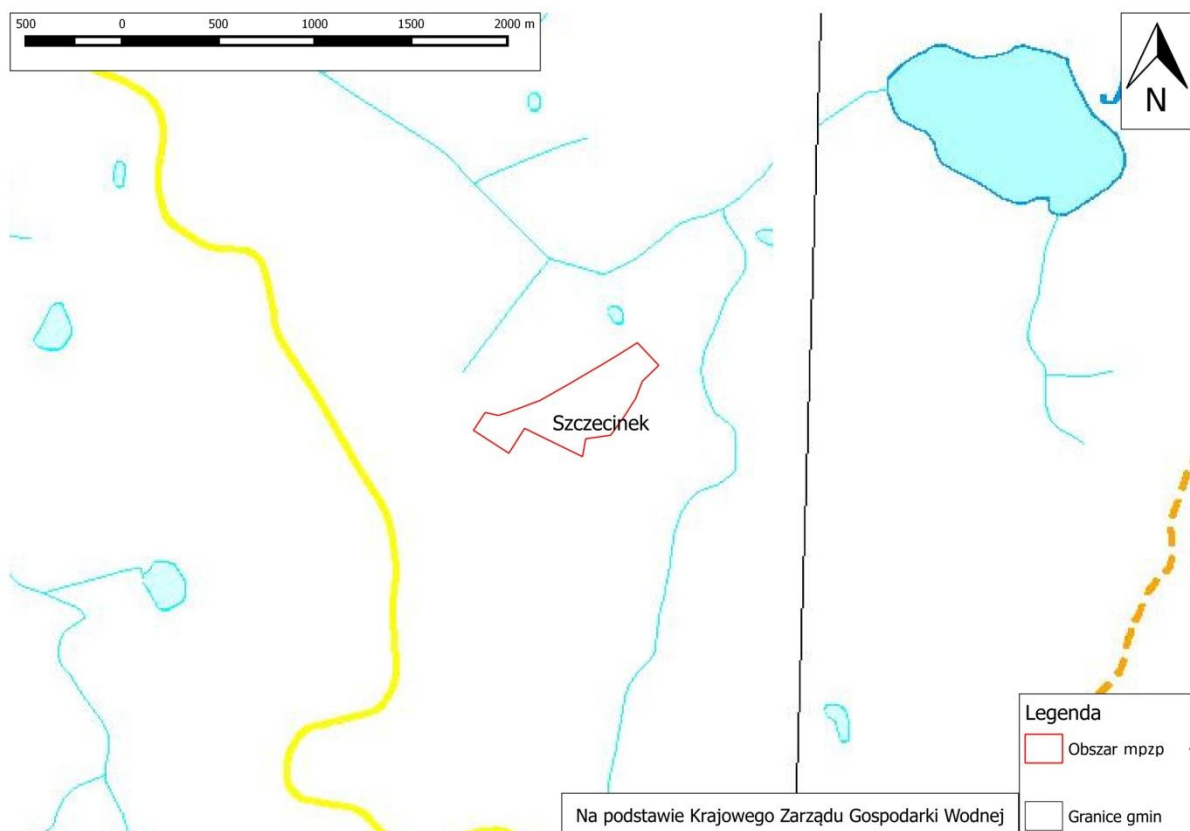 500 0 500 1000 1500 2000 m
N
Szczecinek
Legenda
Obszar mpzp
Granice gmin
Na podstawie Krajowego Zarządu Gospodarki Wodnej